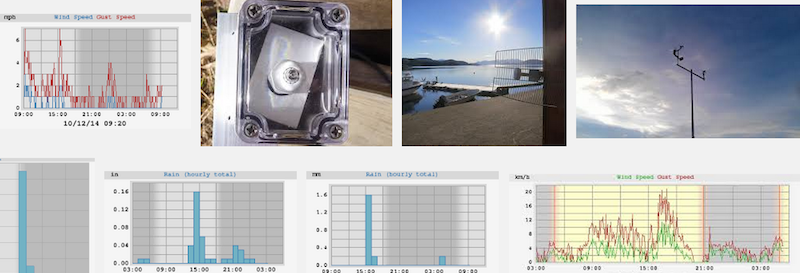 mph Wind Speed Gust Speed
6
4
2
0
09:00 15:00 21:00 03:00 09:00
10/12/14 09:20
in Rain (hourly total)
0.16
0.12
0.08
0.04
0.00
03:00 09:00 15:00 21:00 03:00
mm Rain (hourly total)
1.6
1.2
0.8
0.4
0.0
15:00 21:00 03:00 09:00
km/h Wind Speed Gust Speed
20
16
12
8
4
0
03:00 09:00 15:00 21:00 03:00